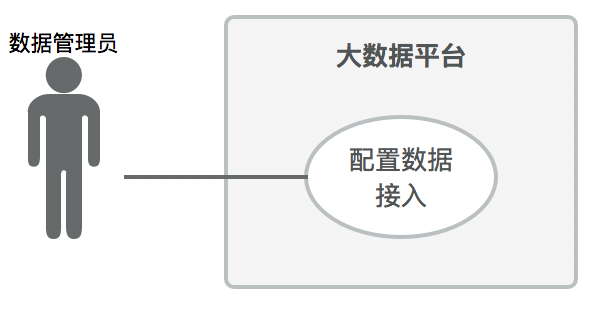 数据管理员
大数据平台
配置数据
接入